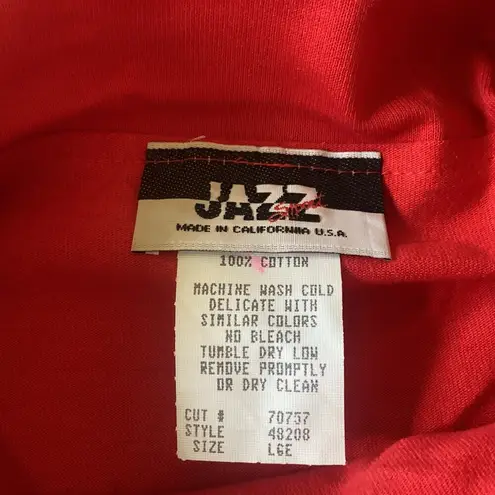 JAZZ
Sport
MADE IN CALIFORNIA U.S.A.
100% COTTON
MACHINE WASH COLD
DELICATE WITH
SIMILAR COLORS
NO BLEACH
TUMBLE DRY LOW
REMOVE PROMPTLY
OR DRY CLEAN
CUT # 70757
STYLE 48208
SIZE LGE